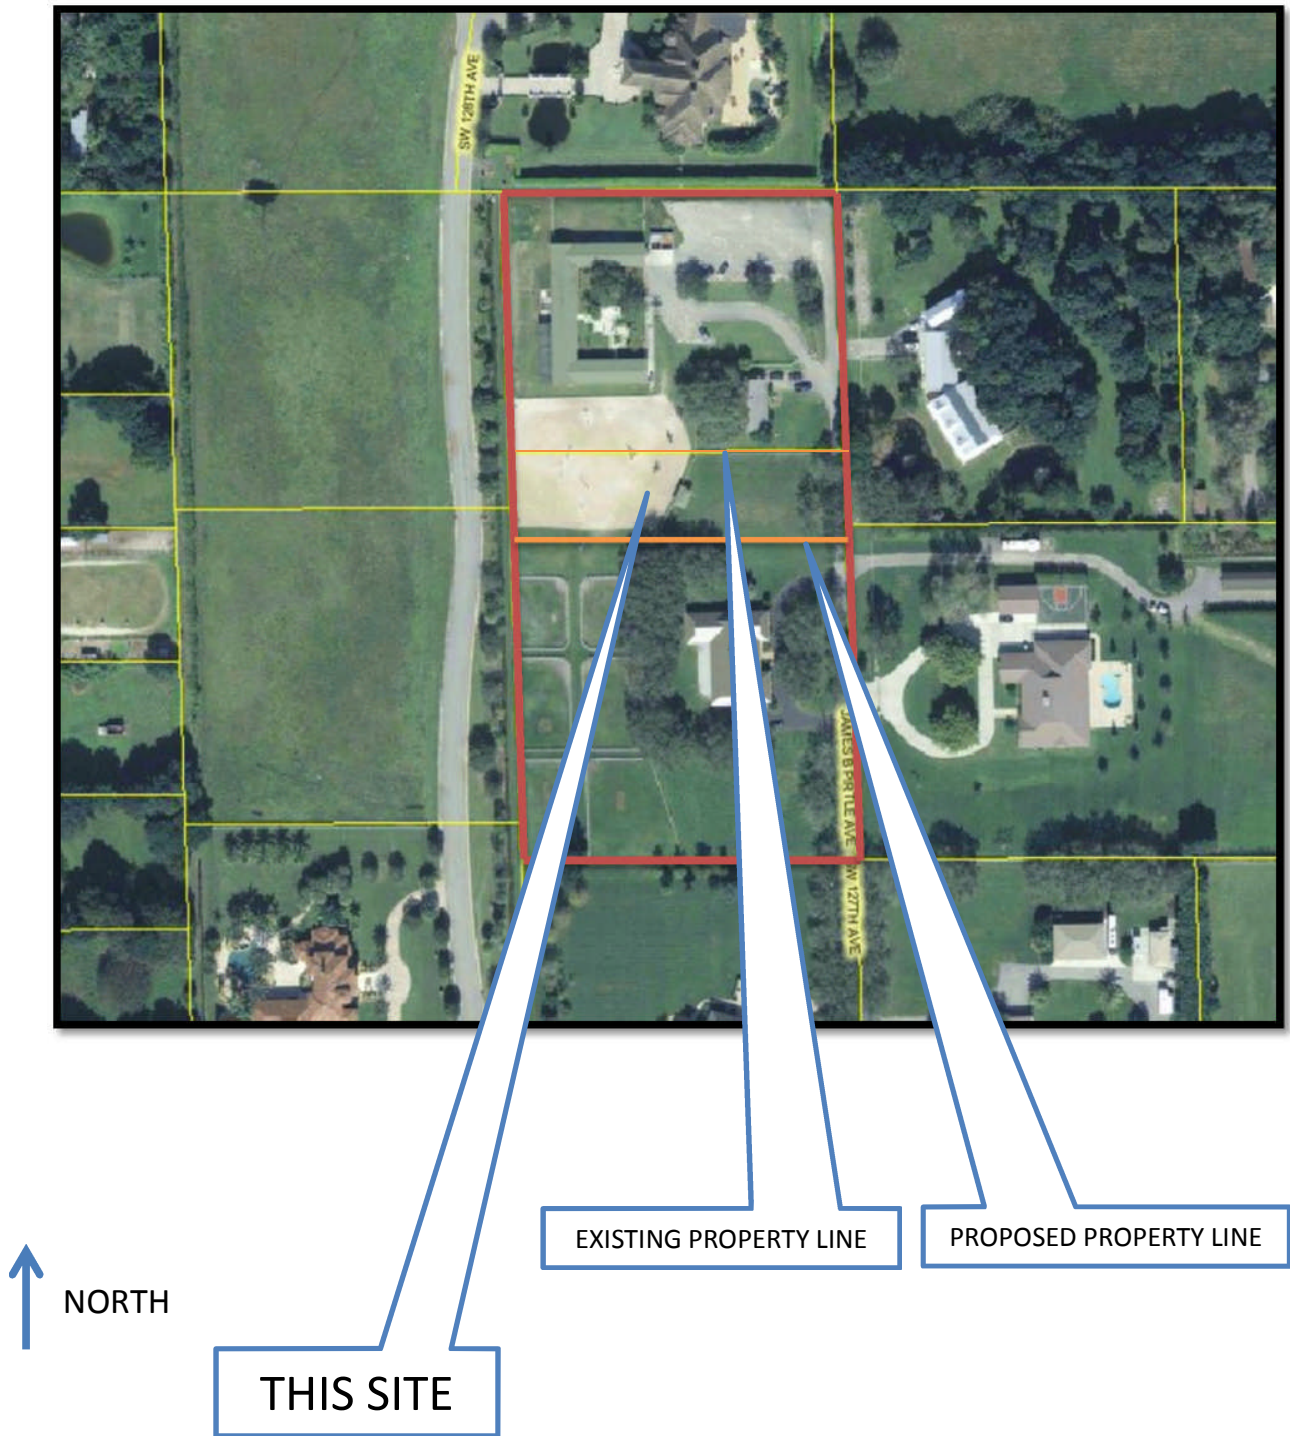 SW 128TH AVE
JAMES B PIRTLE AVE
SW 127TH AVE
EXISTING PROPERTY LINE
PROPOSED PROPERTY LINE
NORTH
THIS SITE